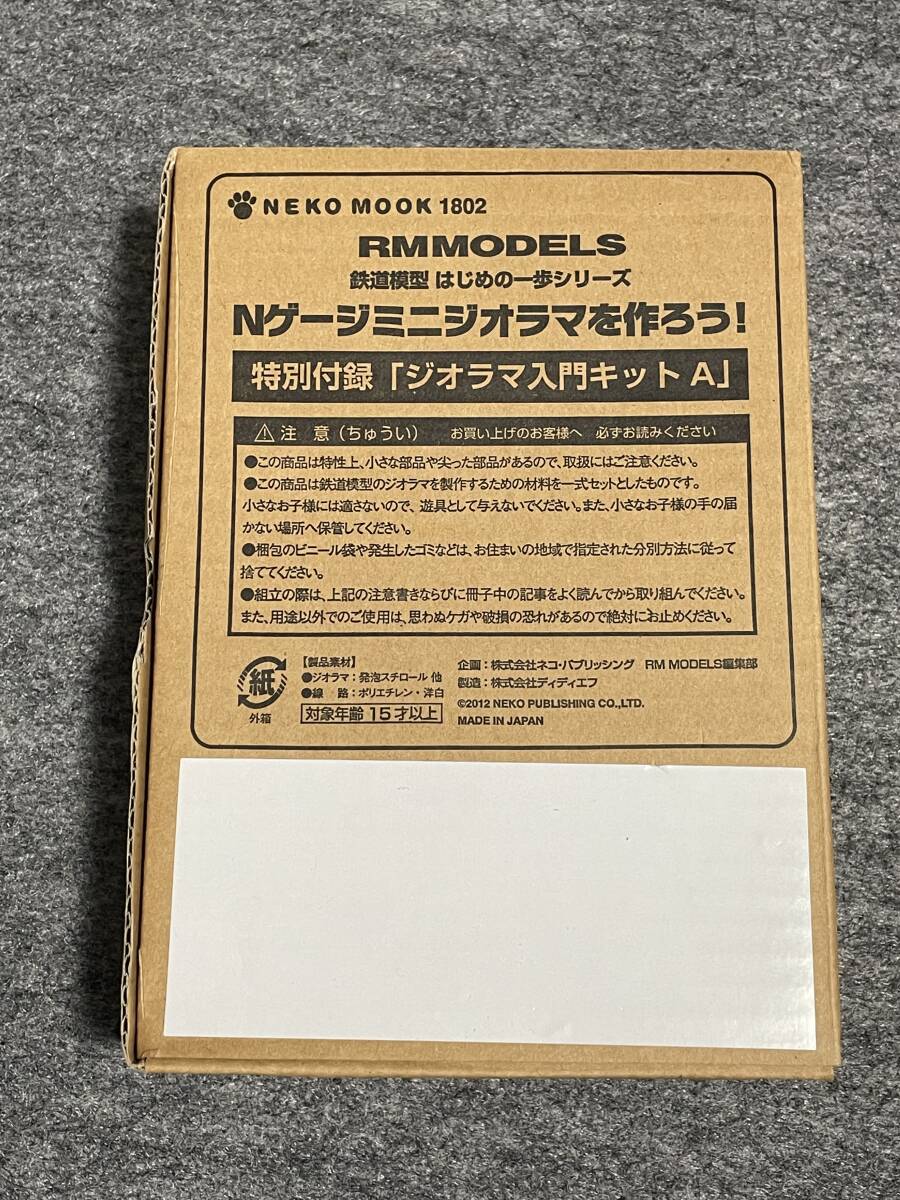 NEKO MOOK 1802
RM MODELS
鉄道模型 はじめの一歩シリーズ
Nゲージミニジオラマを作ろう!
特別付録「ジオラマ入門キット A」
⚠注 意(ちゅうい) お買い上げのお客様へ 必ずお読みください
●この商品は特性上、小さな部品や尖った部品があるので、取扱にはご注意ください。
●この商品は鉄道模型のジオラマを製作するための材料を一式セットとしたものです。
小さなお子様には適さないので、遊具として与えないでください。また、小さなお子様の手の届
かない場所へ保管してください。
●梱包のビニール袋や発生したゴミなどは、お住まいの地域で指定された分別方法に従って
捨ててください。
●組立の際は、上記の注意書きならびに冊子中の記事をよく読んでから取り組んでください。
また、用途以外でのご使用は、思わぬケガや破損の恐れがあるので絶対にお止めください。
紙
外箱
【製品素材】
●ジオラマ:発泡スチロール 他
●線 路:ポリエチレン・洋白
対象年齢 15才以上
企画:株式会社ネコ・パブリッシング RM MODELS編集部
製造:株式会社ディディエフ
©2012 NEKO PUBLISHING CO.,LTD.
MADE IN JAPAN